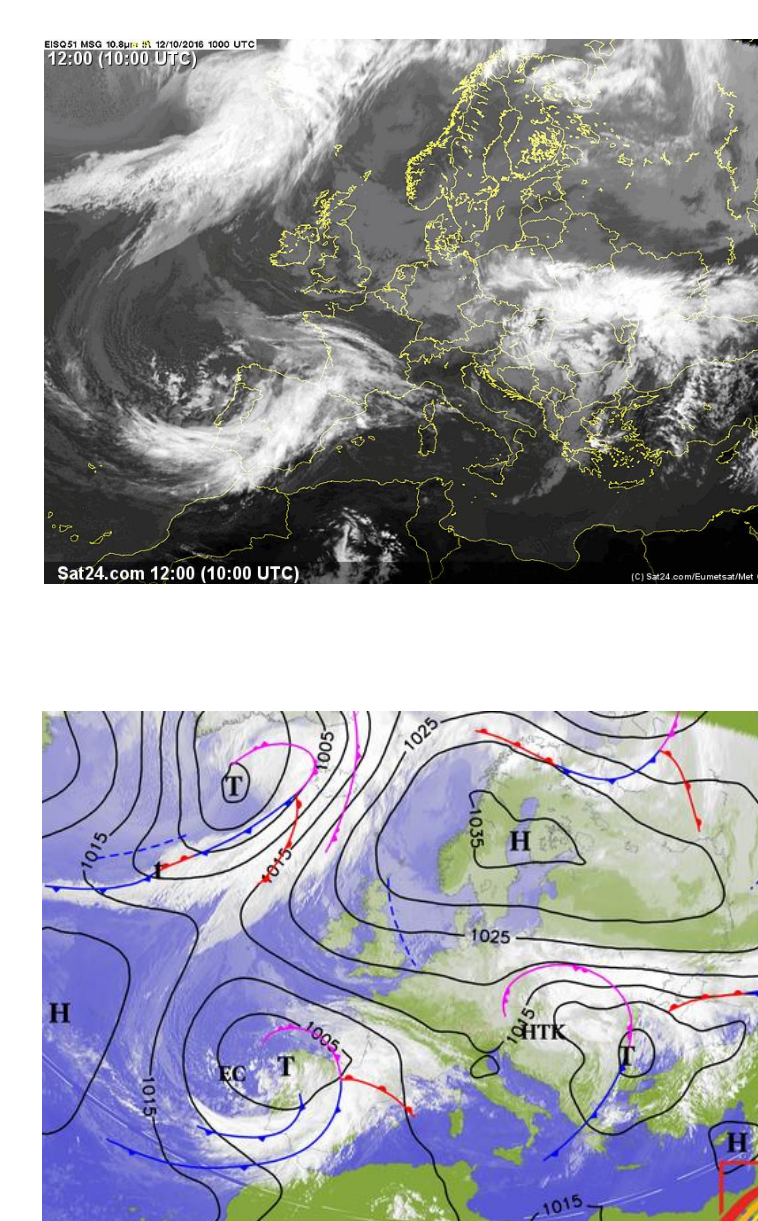 EISQ51 MSG 10.8µm IR 12/10/2016 1000 UTC
12:00 (10:00 UTC)
Sat24.com 12:00 (10:00 UTC)
(C) Sat24.com/Eumetsat/Met
1025
1005
T
1035
H
1015
1015
1025
H
1015
HTK
1005
T
EC
T
1015
H
1015